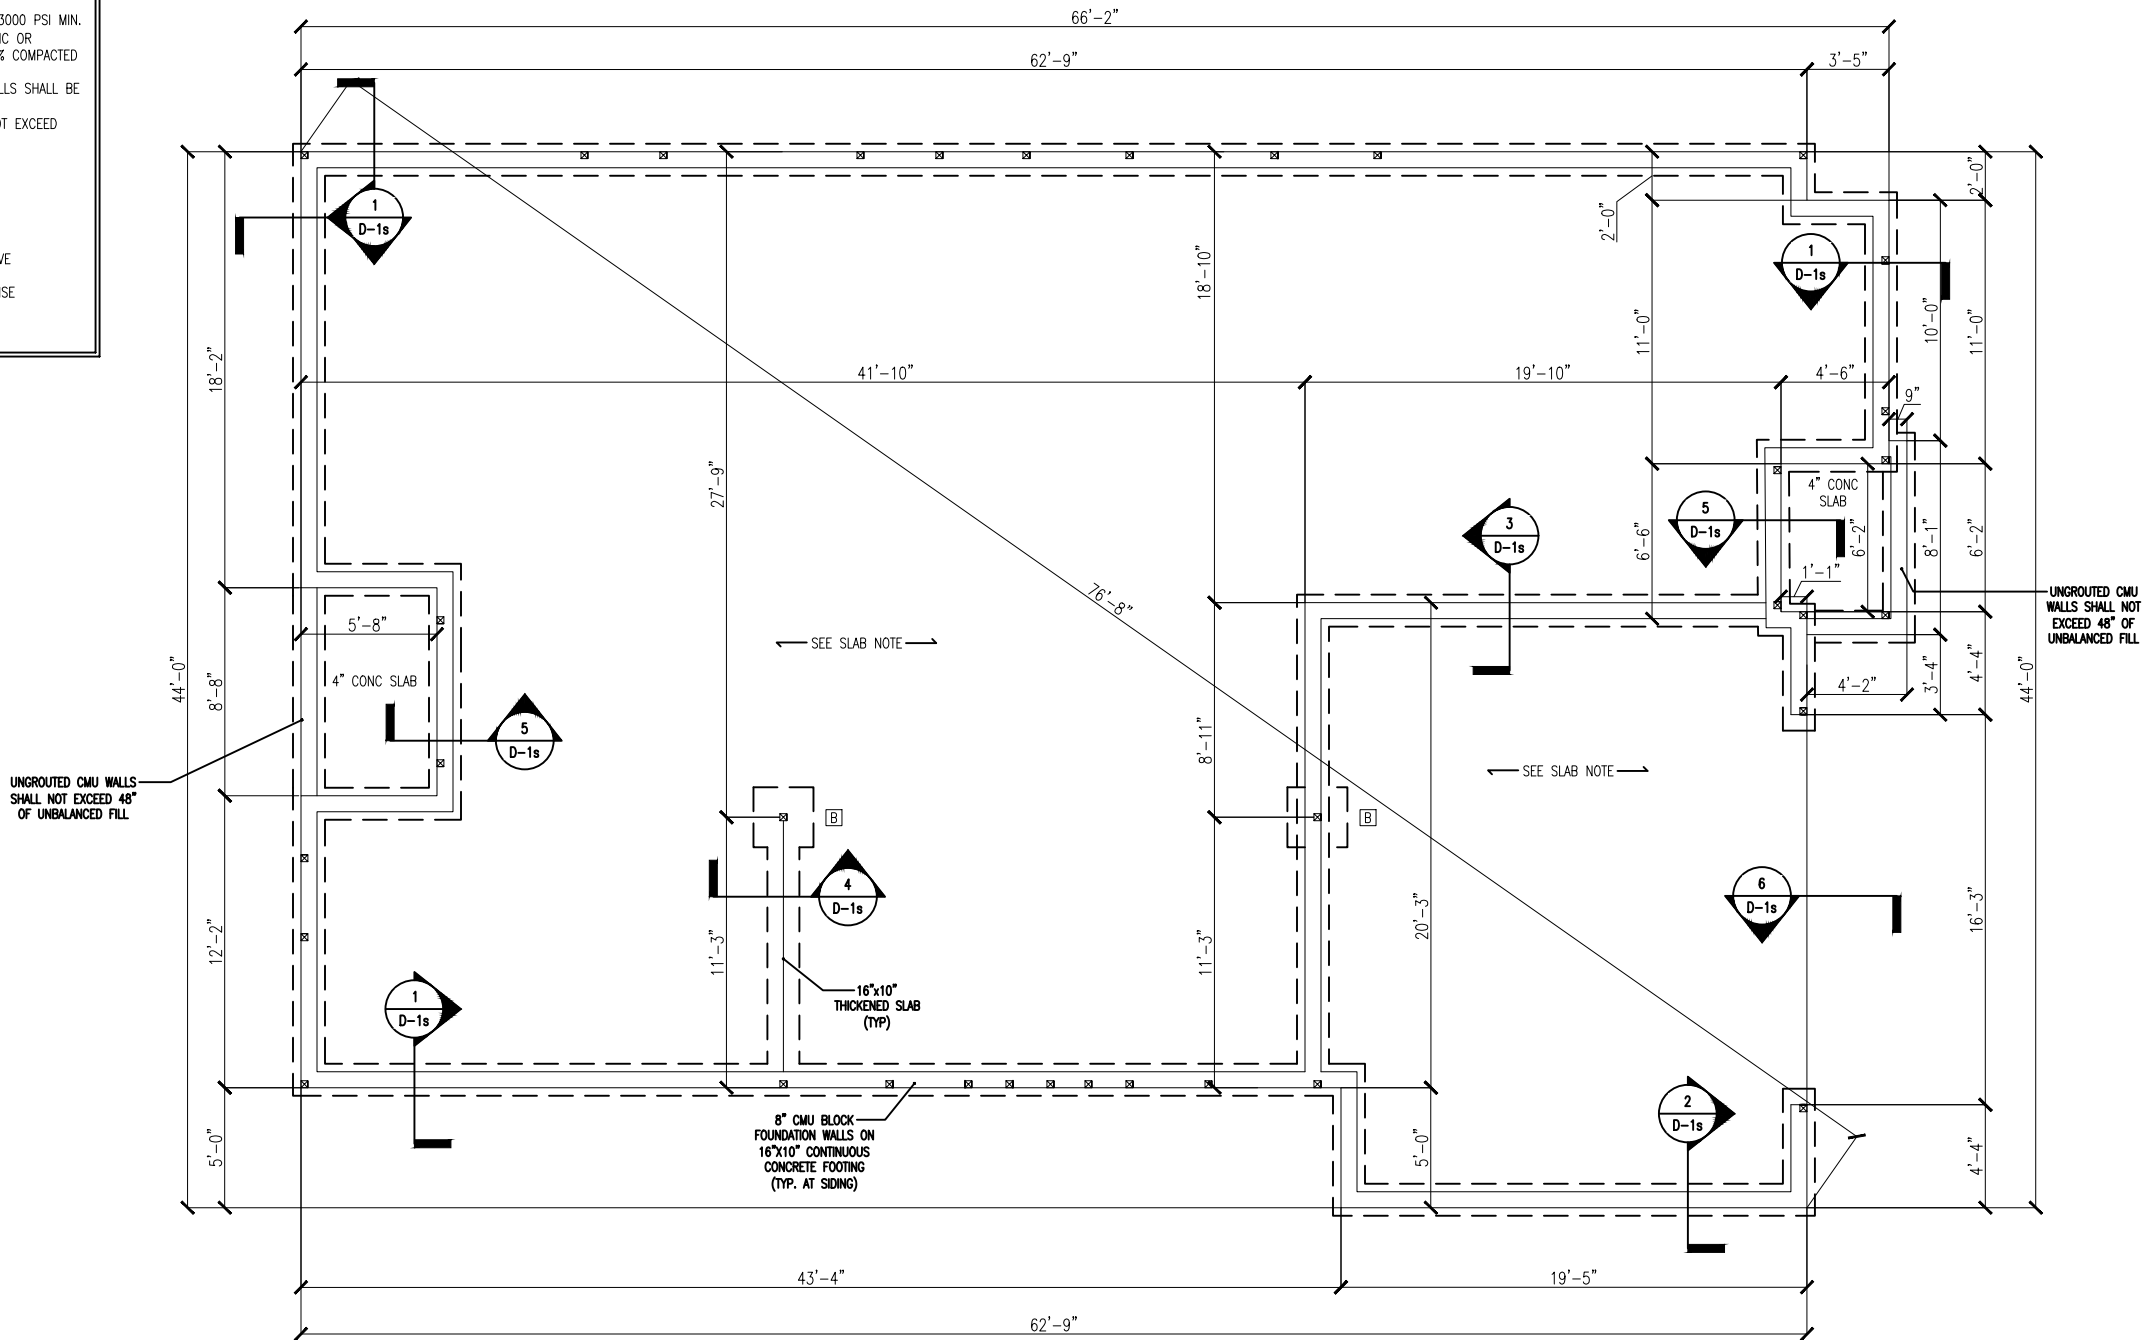 3000 PSI MIN.
IC OR
% COMPACTED
LLS SHALL BE
OT EXCEED
VE
ISE
66'-2"
62'-9"
3'-5"
1
D-1s
2'-0"
2'-0"
1
D-1s
18'-10"
11'-0"
10'-0"
11'-0"
18'-2"
41'-10"
19'-10"
4'-6"
9"
27'-9"
4" CONC
SLAB
5
D-1s
3
D-1s
6'-6"
6'-2"
8'-1"
6'-2"
1'-1"
76'-8"
UNGROUTED CMU
WALLS SHALL NOT
EXCEED 48" OF
UNBALANCED FILL
5'-8"
SEE SLAB NOTE
44'-0"
8'-8"
4" CONC SLAB
4'-2"
3'-4"
4'-4"
44'-0"
5
D-1s
8'-11"
SEE SLAB NOTE
UNGROUTED CMU WALLS
SHALL NOT EXCEED 48"
OF UNBALANCED FILL
B
B
4
D-1s
6
D-1s
12'-2"
11'-3"
11'-3"
20'-3"
16'-3"
16"x10"
THICKENED SLAB
(TYP)
1
D-1s
2
D-1s
8" CMU BLOCK
FOUNDATION WALLS ON
16"X10" CONTINUOUS
CONCRETE FOOTING
(TYP. AT SIDING)
5'-0"
5'-0"
4'-4"
43'-4"
19'-5"
62'-9"